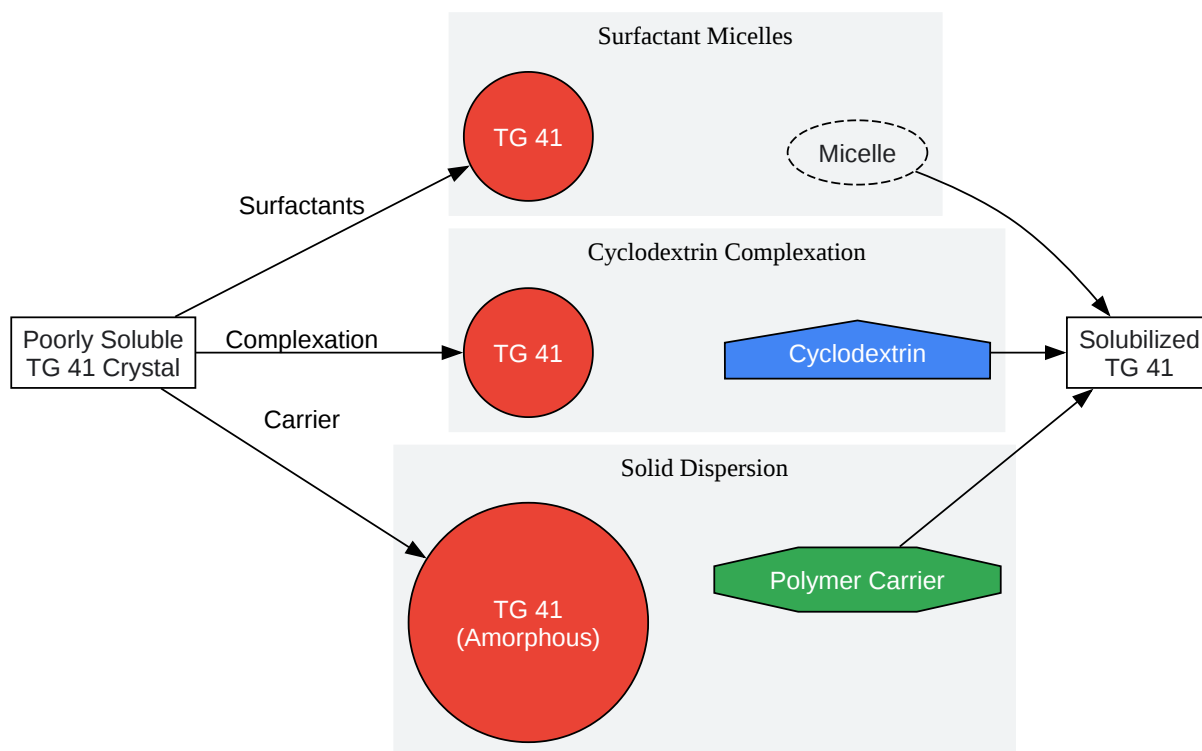 Surfactant Micelles
TG 41
Micelle
Surfactants
Cyclodextrin Complexation
Poorly Soluble
TG 41 Crystal
Complexation
TG 41
Cyclodextrin
Solubilized
TG 41
Carrier
Solid Dispersion
TG 41
(Amorphous)
Polymer Carrier